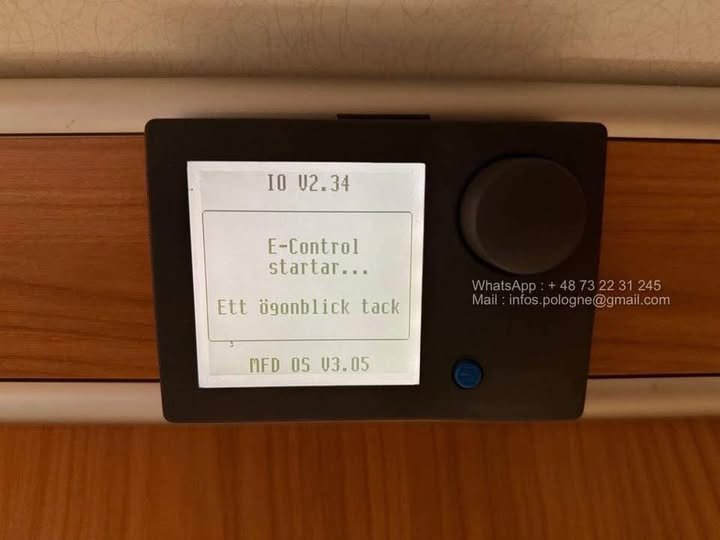 IO V2.34
E-Control
startar...
Ett ögonblick tack
MFD OS V3.05
WhatsApp : + 48 73 22 31 245
Mail : infos.pologne@gmail.com